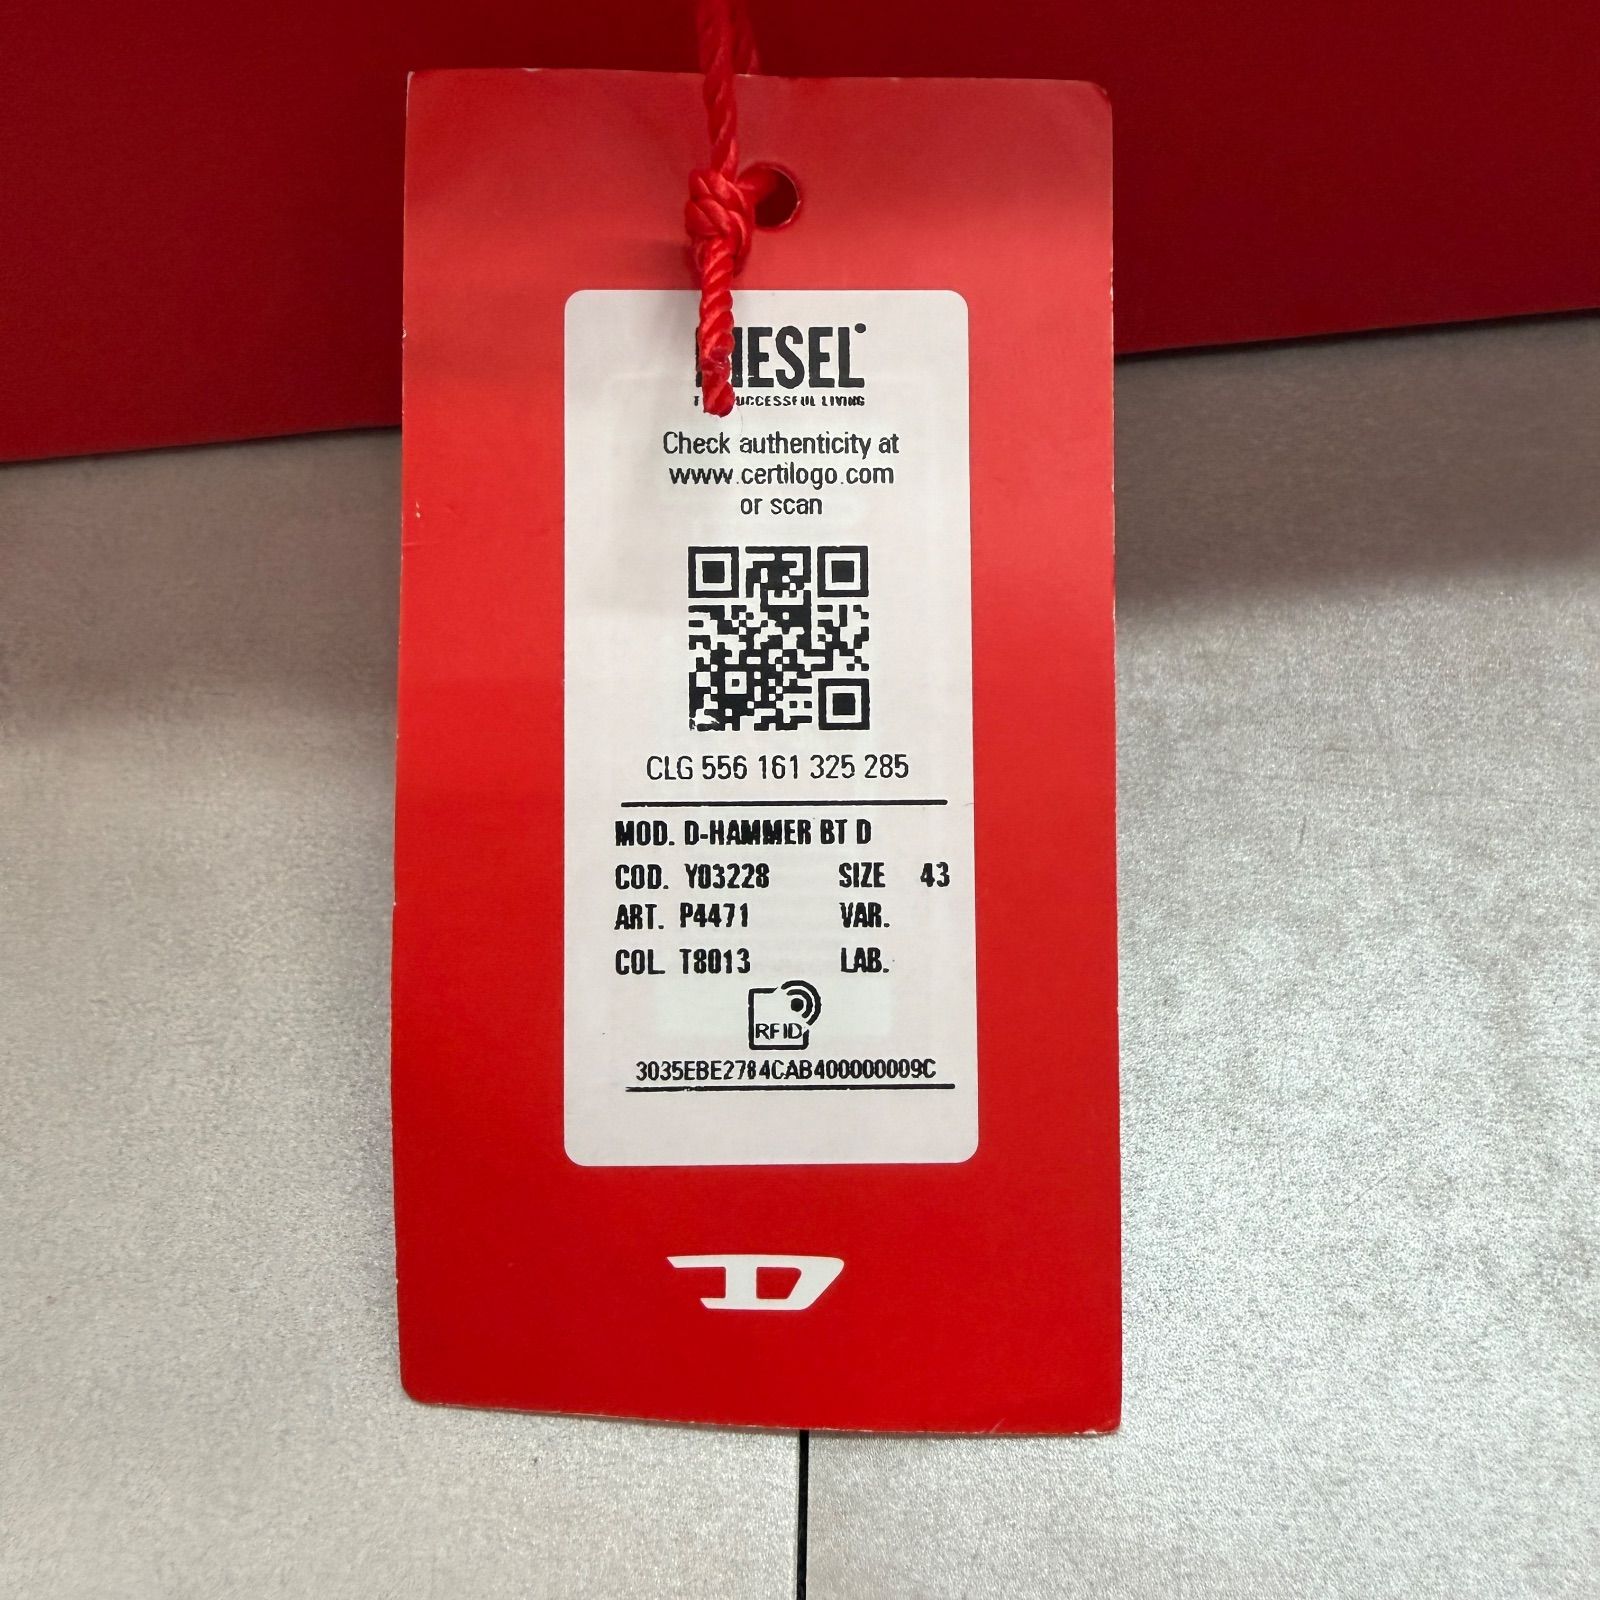 DIESEL
SUCCESSFUL LIVING
Check authenticity at
www.certilogo.com
or scan
CLG 556 161 325 285
MOD. D-HAMMER BT D
COD. Y03228 SIZE 43
ART. P4471 VAR.
COL. T8013 LAB.
RFID
3035EBE2784CAB400000009C
D